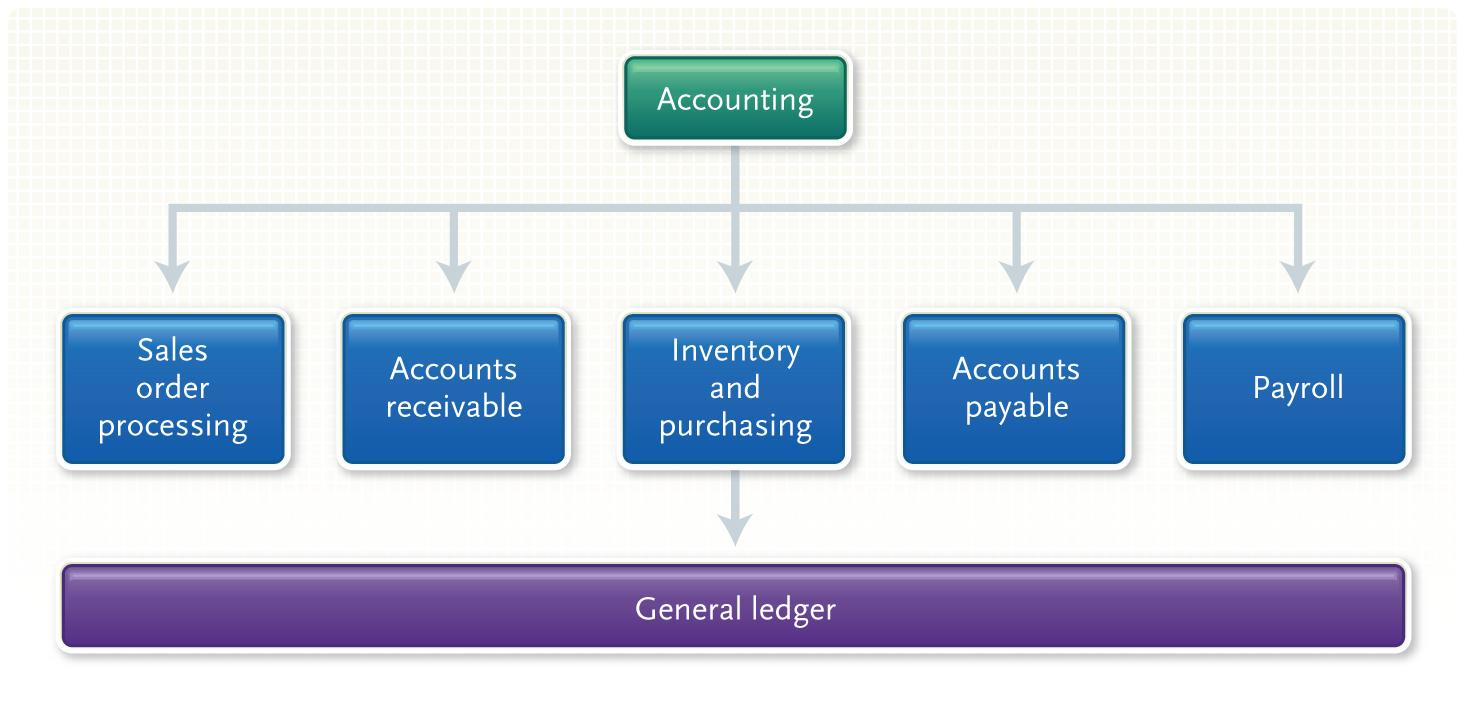 Accounting
Sales
order
processing
Accounts
receivable
Inventory
and
purchasing
Accounts
payable
Payroll
General ledger